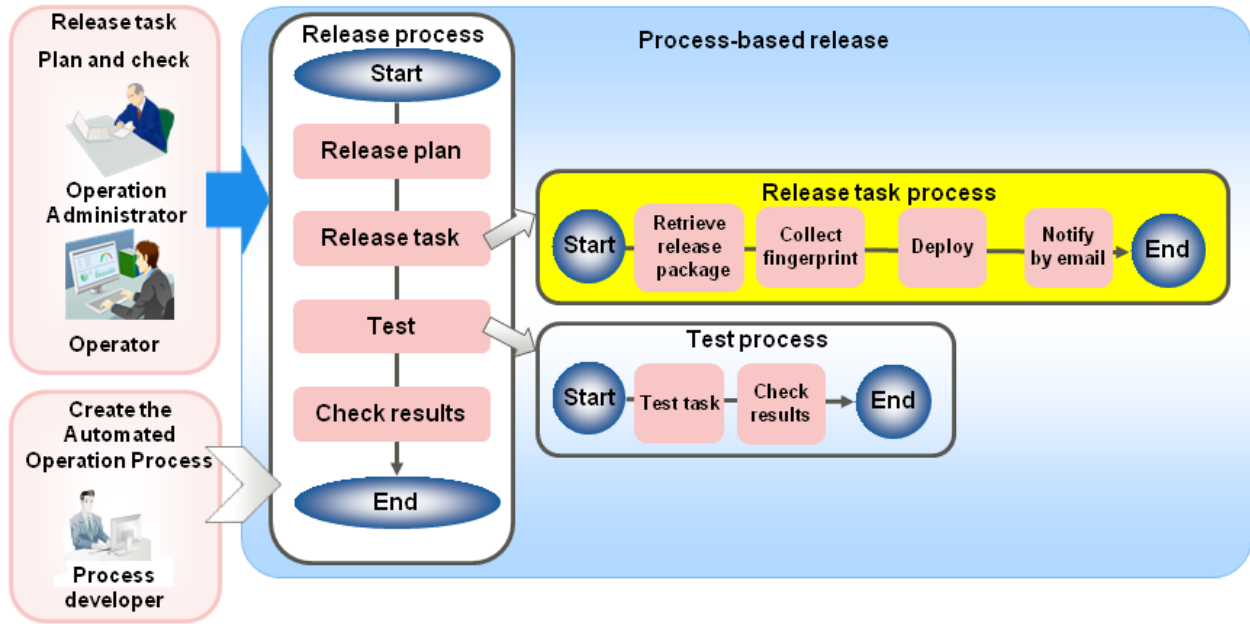 Release task
Plan and check
Operation
Administrator
Operator
Create the
Automated
Operation Process
Process
developer
Process-based release
Release process
Start
Release plan
Release task
Test
Check results
End
Release task process
Start
Retrieve
release
package
Collect
fingerprint
Deploy
Notify
by email
End
Test process
Start
Test task
Check
results
End